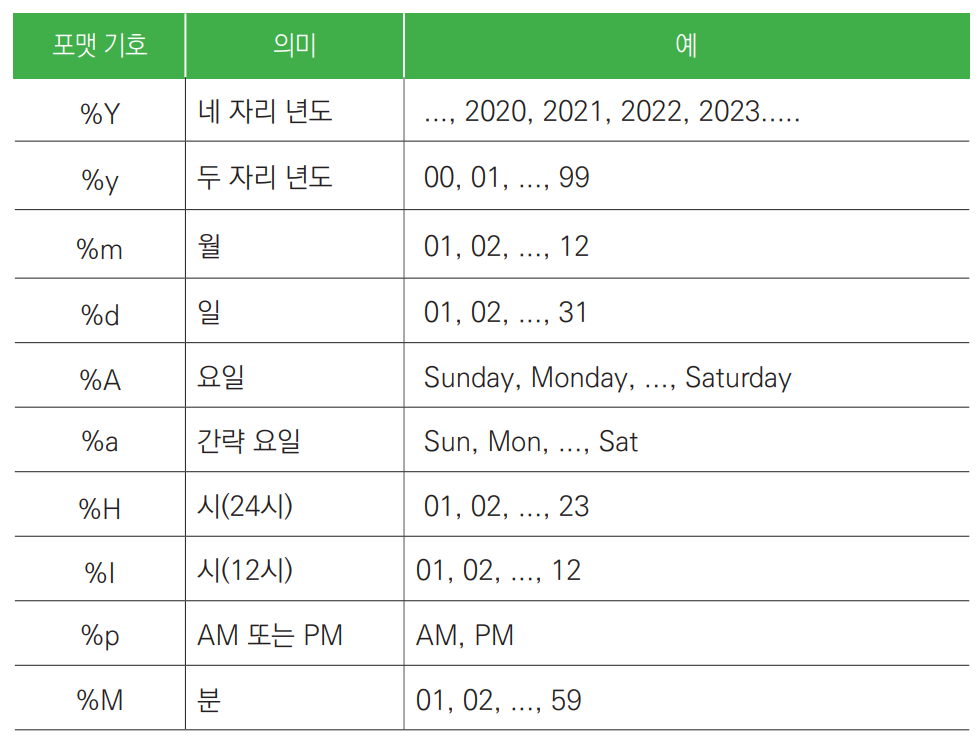 포맷 기호 의미 예
%Y 네 자리 년도 ..., 2020, 2021, 2022, 2023.....
%y 두 자리 년도 00, 01, ..., 99
%m 월 01, 02, ..., 12
%d 일 01, 02, ..., 31
%A 요일 Sunday, Monday, ..., Saturday
%a 간략 요일 Sun, Mon, ..., Sat
%H 시(24시) 01, 02, ..., 23
%I 시(12시) 01, 02, ..., 12
%p AM 또는 PM AM, PM
%M 분 01, 02, ..., 59